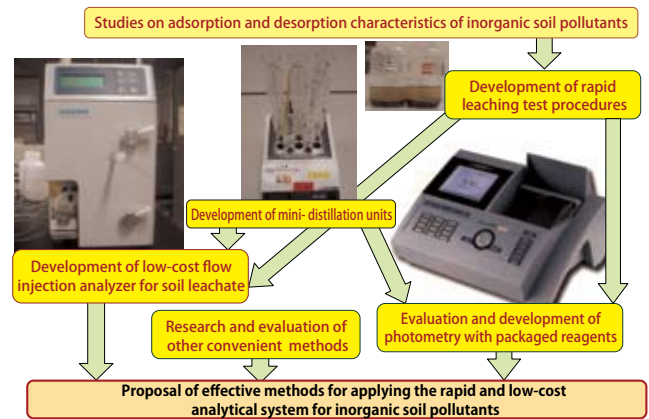 Studies on adsorption and desorption characteristics of inorganic soil pollutants
Development of rapid
leaching test procedures
Development of mini- distillation units
Development of low-cost flow
injection analyzer for soil leachate
Research and evaluation of
other convenient methods
Evaluation and development of
photometry with packaged reagents
Proposal of effective methods for applying the rapid and low-cost
analytical system for inorganic soil pollutants